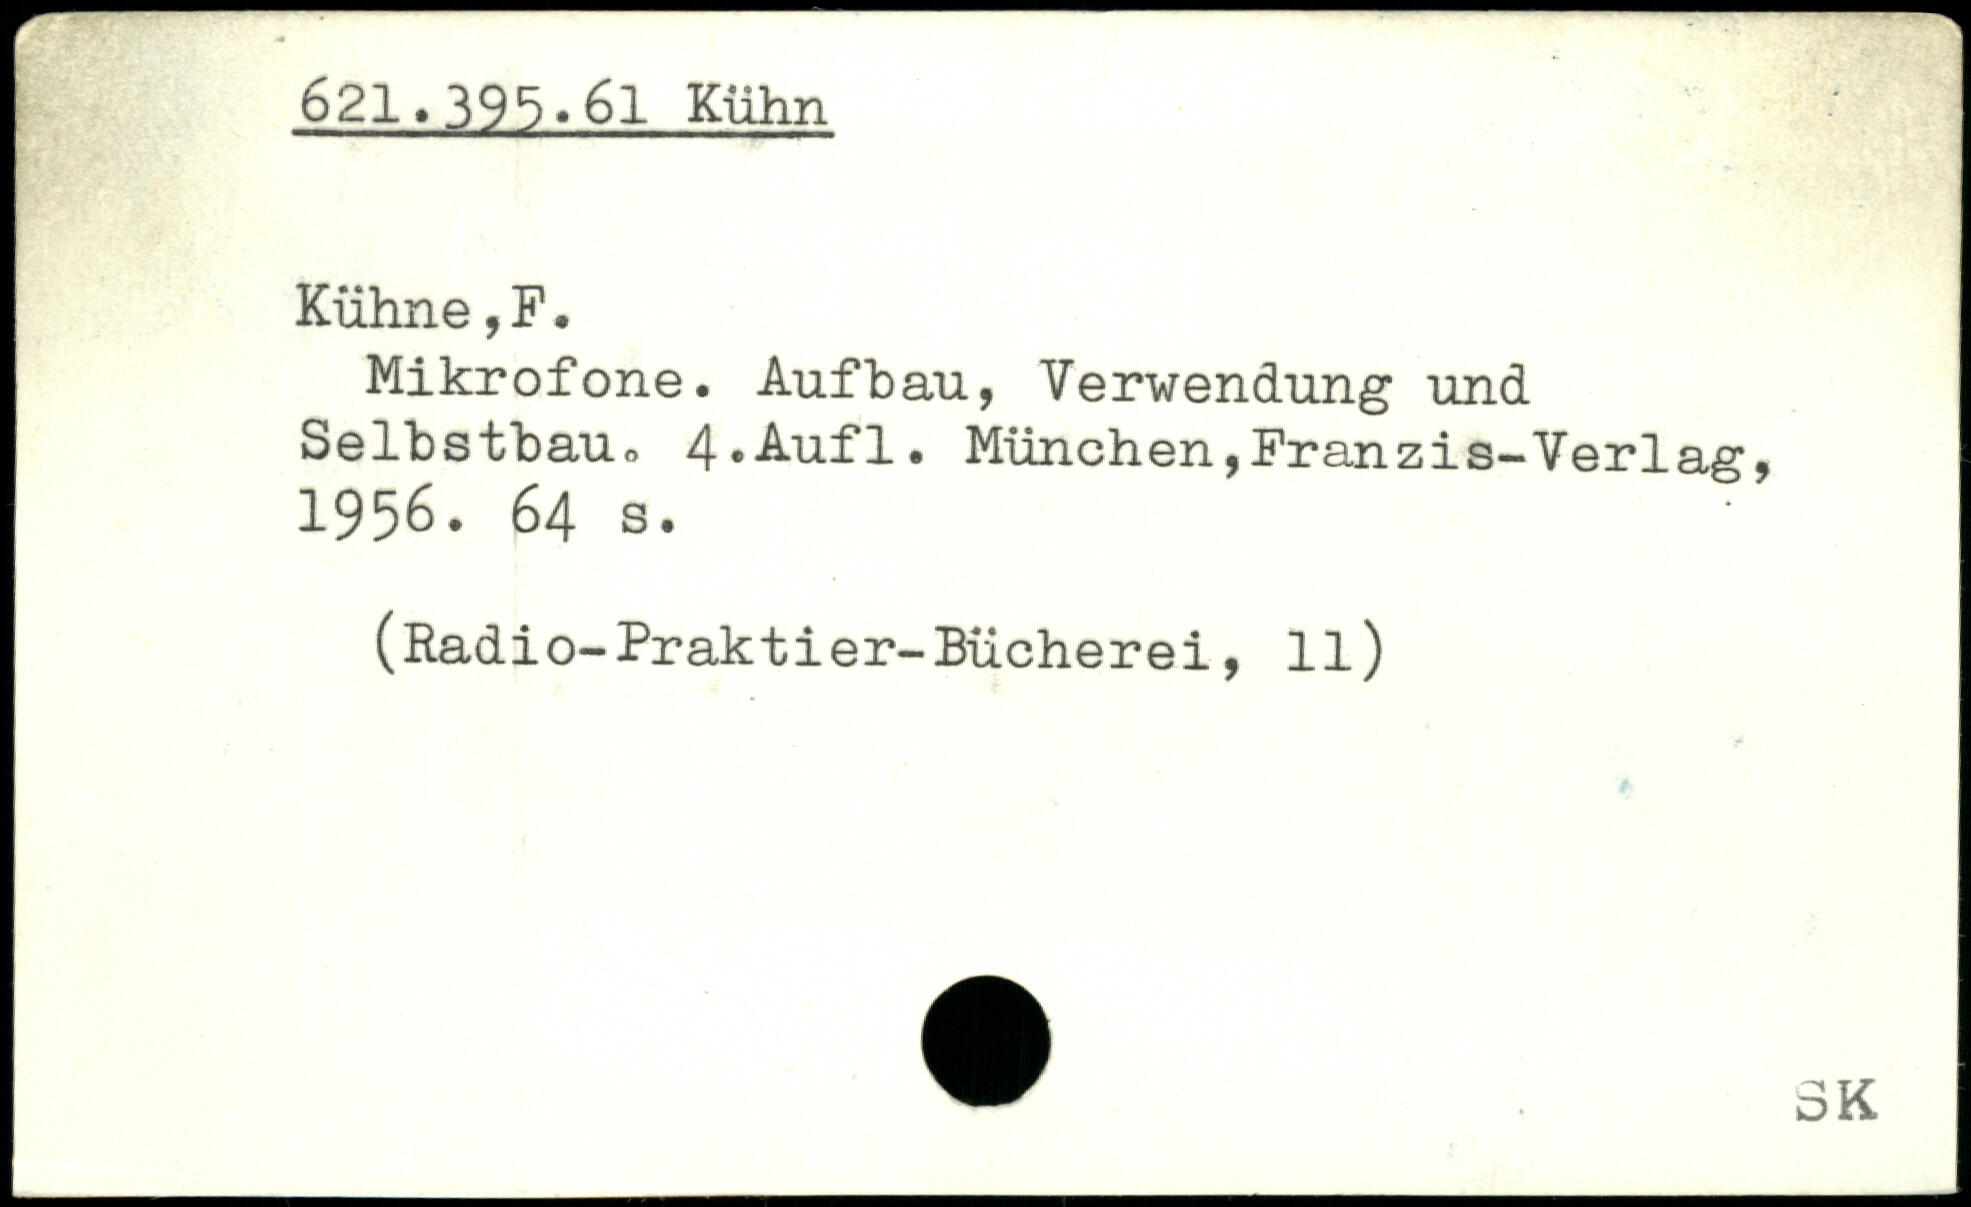 621.395.61 Kühn
Kühne,F.
Mikrofone. Aufbau, Verwendung und
Selbstbau. 4.Aufl. München,Franzis-Verlag,
1956. 64 s.
(Radio-Praktier-Bücherei, 11)
SK